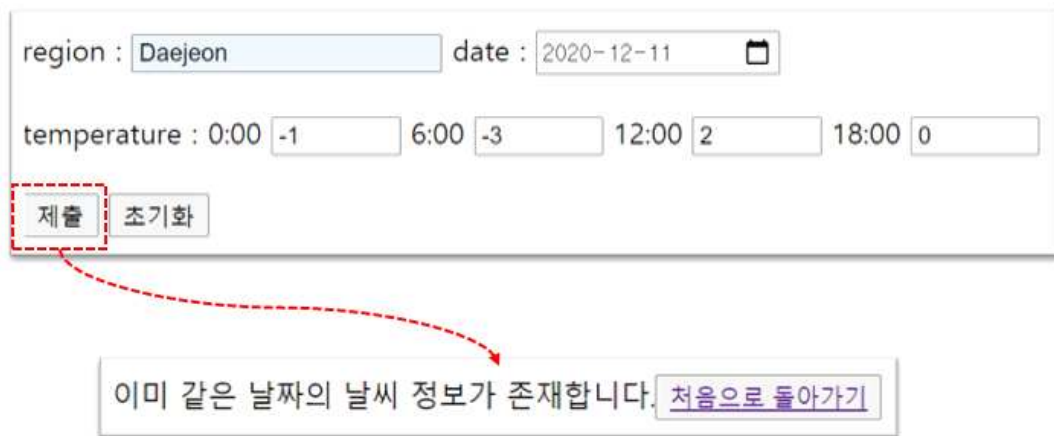 region : Daejeon date : 2020-12-11
temperature : 0:00 -1 6:00 -3 12:00 2 18:00 0
제출 초기화
이미 같은 날짜의 날씨 정보가 존재합니다. 처음으로 돌아가기